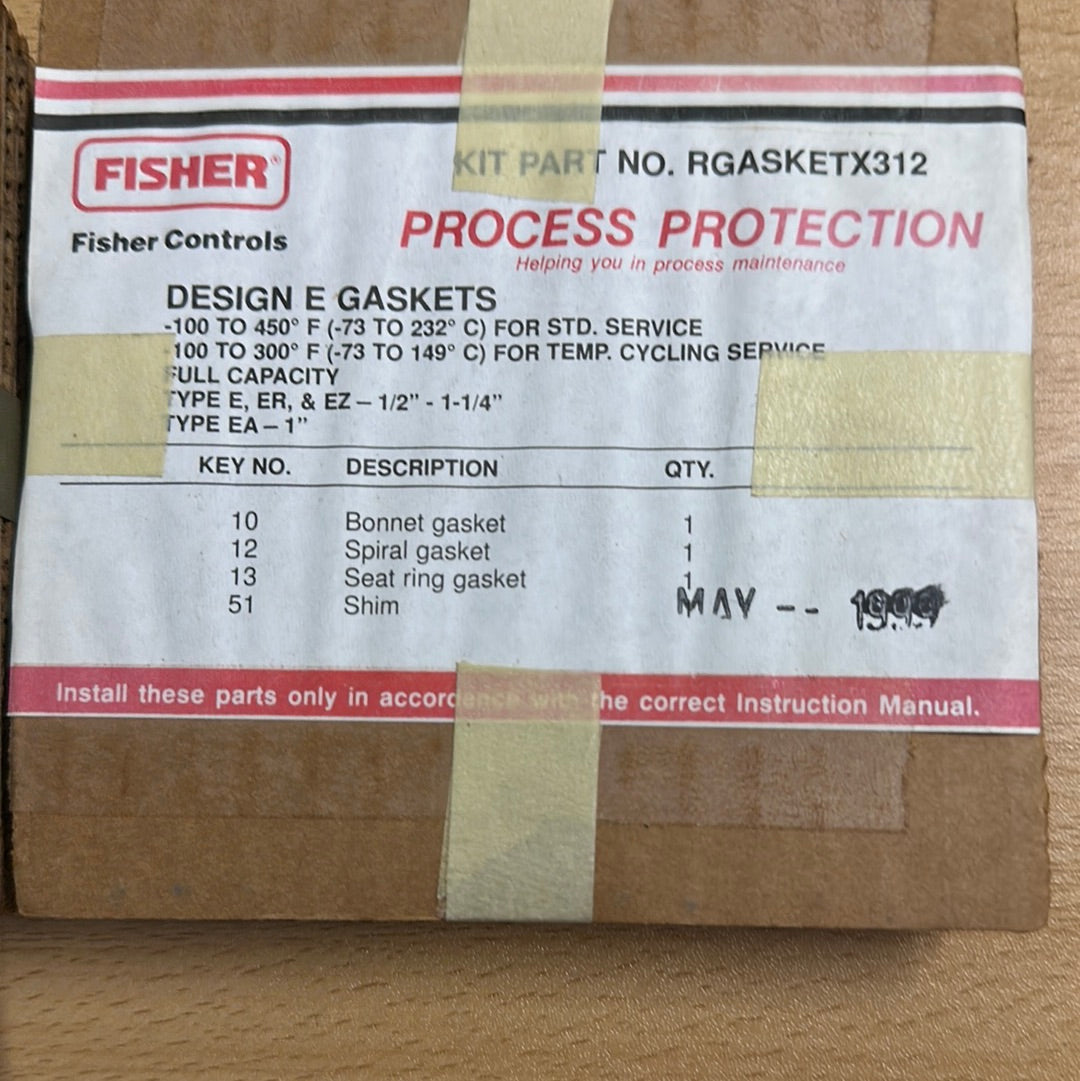 FISHER®
KIT PART NO. RGASKETX312
Fisher Controls
PROCESS PROTECTION
Helping you in process maintenance
DESIGN E GASKETS
-100 TO 450° F (-73 TO 232° C) FOR STD. SERVICE
-100 TO 300° F (-73 TO 149° C) FOR TEMP. CYCLING SERVICE
FULL CAPACITY
TYPE E, ER, & EZ – 1/2" - 1-1/4"
TYPE EA – 1"
KEY NO. DESCRIPTION QTY.
10 Bonnet gasket 1
12 Spiral gasket 1
13 Seat ring gasket 1
51 Shim
MAY --
Install these parts only in accordence with the correct Instruction Manual.